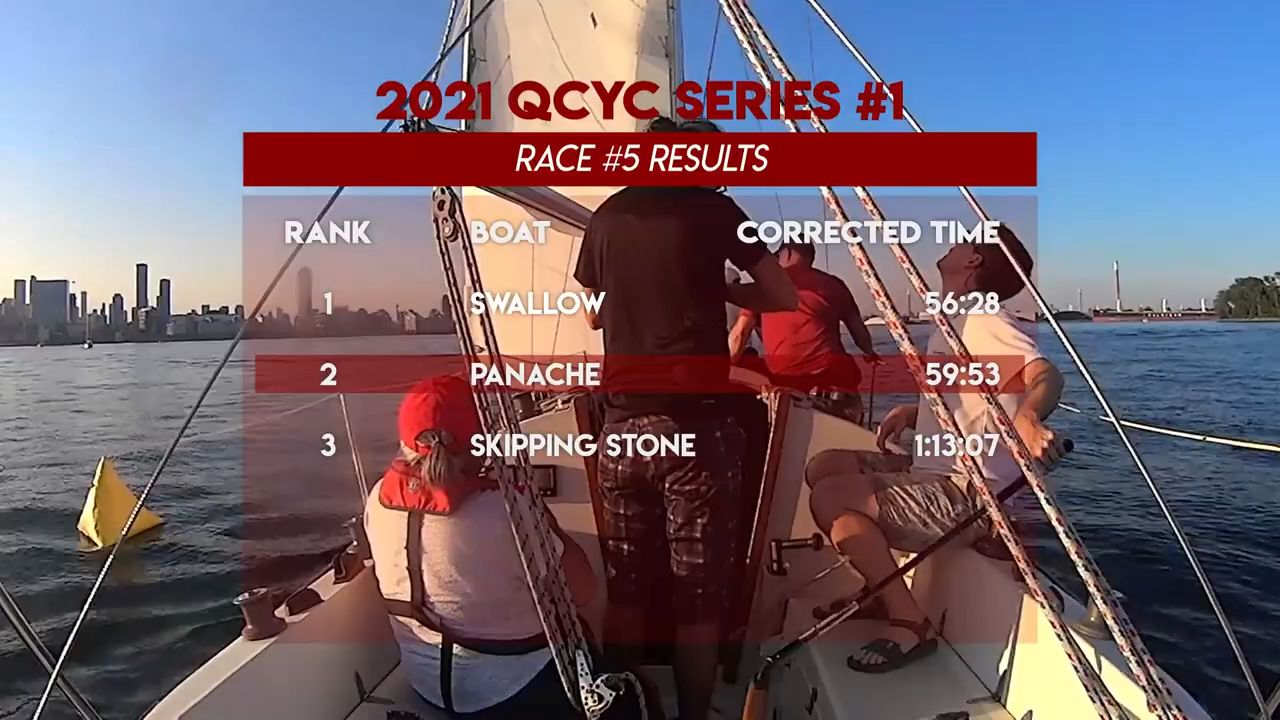 2021 QCYC SERIES #1
RACE #5 RESULTS
RANK BOAT CORRECTED TIME
1 SWALLOW 56:28
2 PANACHE 59:53
3 SKIPPING STONE 1:13:07